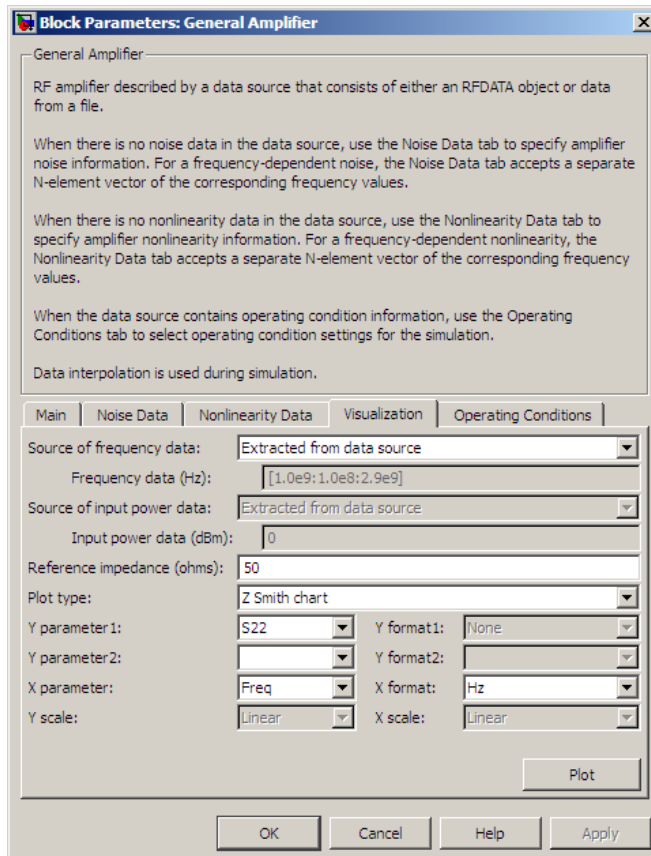 Block Parameters: General Amplifier
General Amplifier
RF amplifier described by a data source that consists of either an RFDATA object or data
from a file.
When there is no noise data in the data source, use the Noise Data tab to specify amplifier
noise information. For a frequency-dependent noise, the Noise Data tab accepts a separate
N-element vector of the corresponding frequency values.
When there is no nonlinearity data in the data source, use the Nonlinearity Data tab to
specify amplifier nonlinearity information. For a frequency-dependent nonlinearity, the
Nonlinearity Data tab accepts a separate N-element vector of the corresponding frequency
values.
When the data source contains operating condition information, use the Operating
Conditions tab to select operating condition settings for the simulation.
Data interpolation is used during simulation.
Main Noise Data Nonlinearity Data Visualization Operating Conditions
Source of frequency data: Extracted from data source
Frequency data (Hz): [1.0e9:1.0e8:2.9e9]
Source of input power data: Extracted from data source
Input power data (dBm): 0
Reference impedance (ohms): 50
Plot type: Z Smith chart
Y parameter1: S22 Y format1: None
Y parameter2: Y format2:
X parameter: Freq X format: Hz
Y scale: Linear X scale: Linear
Plot
OK Cancel Help Apply